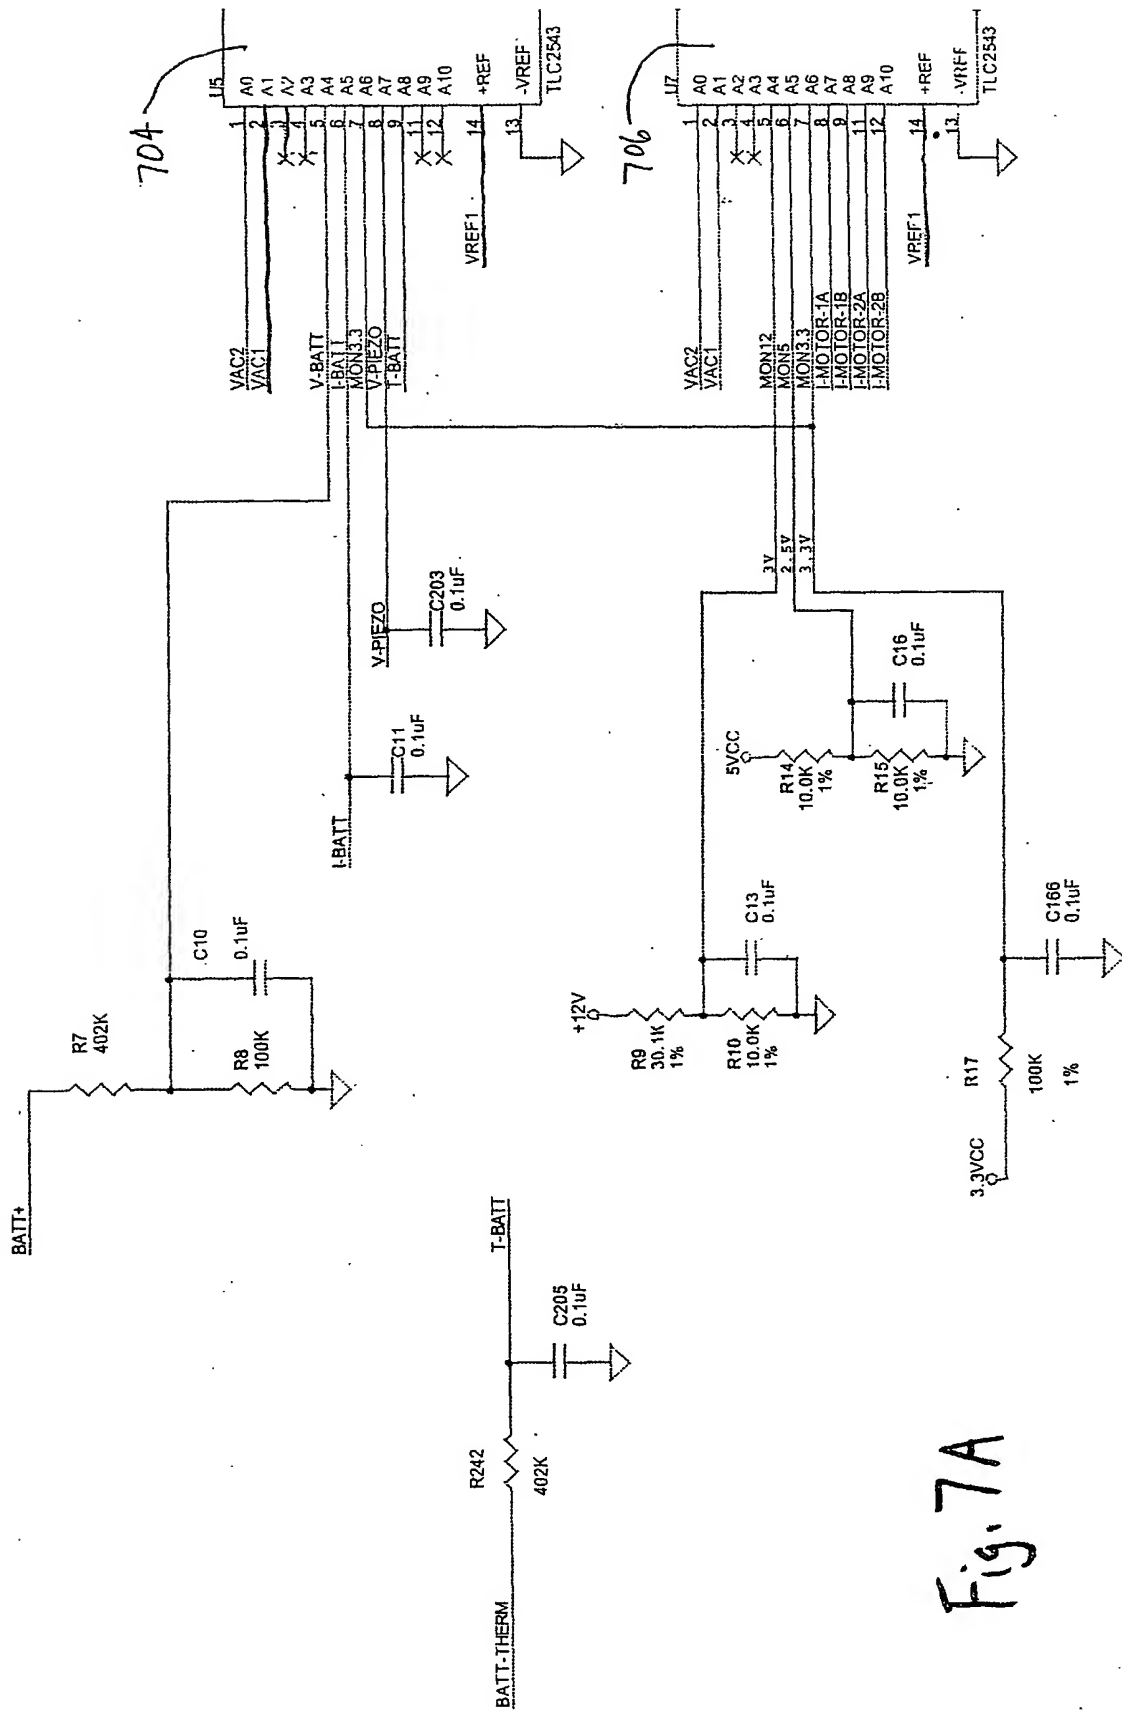 704
U5
1 A0
2 A1
3 A2
4 A3
5 A4
6 A5
7 A6
8 A7
9 A8
11 A9
12 A10
14 +REF
13 -VREF
TLC2543
VAC2
VAC1
V-BATT
I-BATT
MON3.3
V-PIEZO
T-BATT
VREF1
706
U7
1 A0
2 A1
3 A2
4 A3
5 A4
6 A5
7 A6
8 A7
9 A8
11 A9
12 A10
14 +REF
13 -VREF
TLC2543
VAC2
VAC1
MON12
MON5
MON3.3
I-MOTOR-1A
I-MOTOR-1B
I-MOTOR-2A
I-MOTOR-2B
VREF1
3V
2.5V
3.3V
V-PIEZO
C203
0.1uF
I-BATT
C11
0.1uF
BATT+
R7
402K
R8
100K
C10
0.1uF
5VCC
R14
10.0K
1%
R15
10.0K
1%
C16
0.1uF
+12V
R9
30.1K
1%
R10
10.0K
1%
C13
0.1uF
3.3VCC
R17
100K
1%
C166
0.1uF
BATT-THERM
R242
402K
T-BATT
C205
0.1uF
Fig. 7A